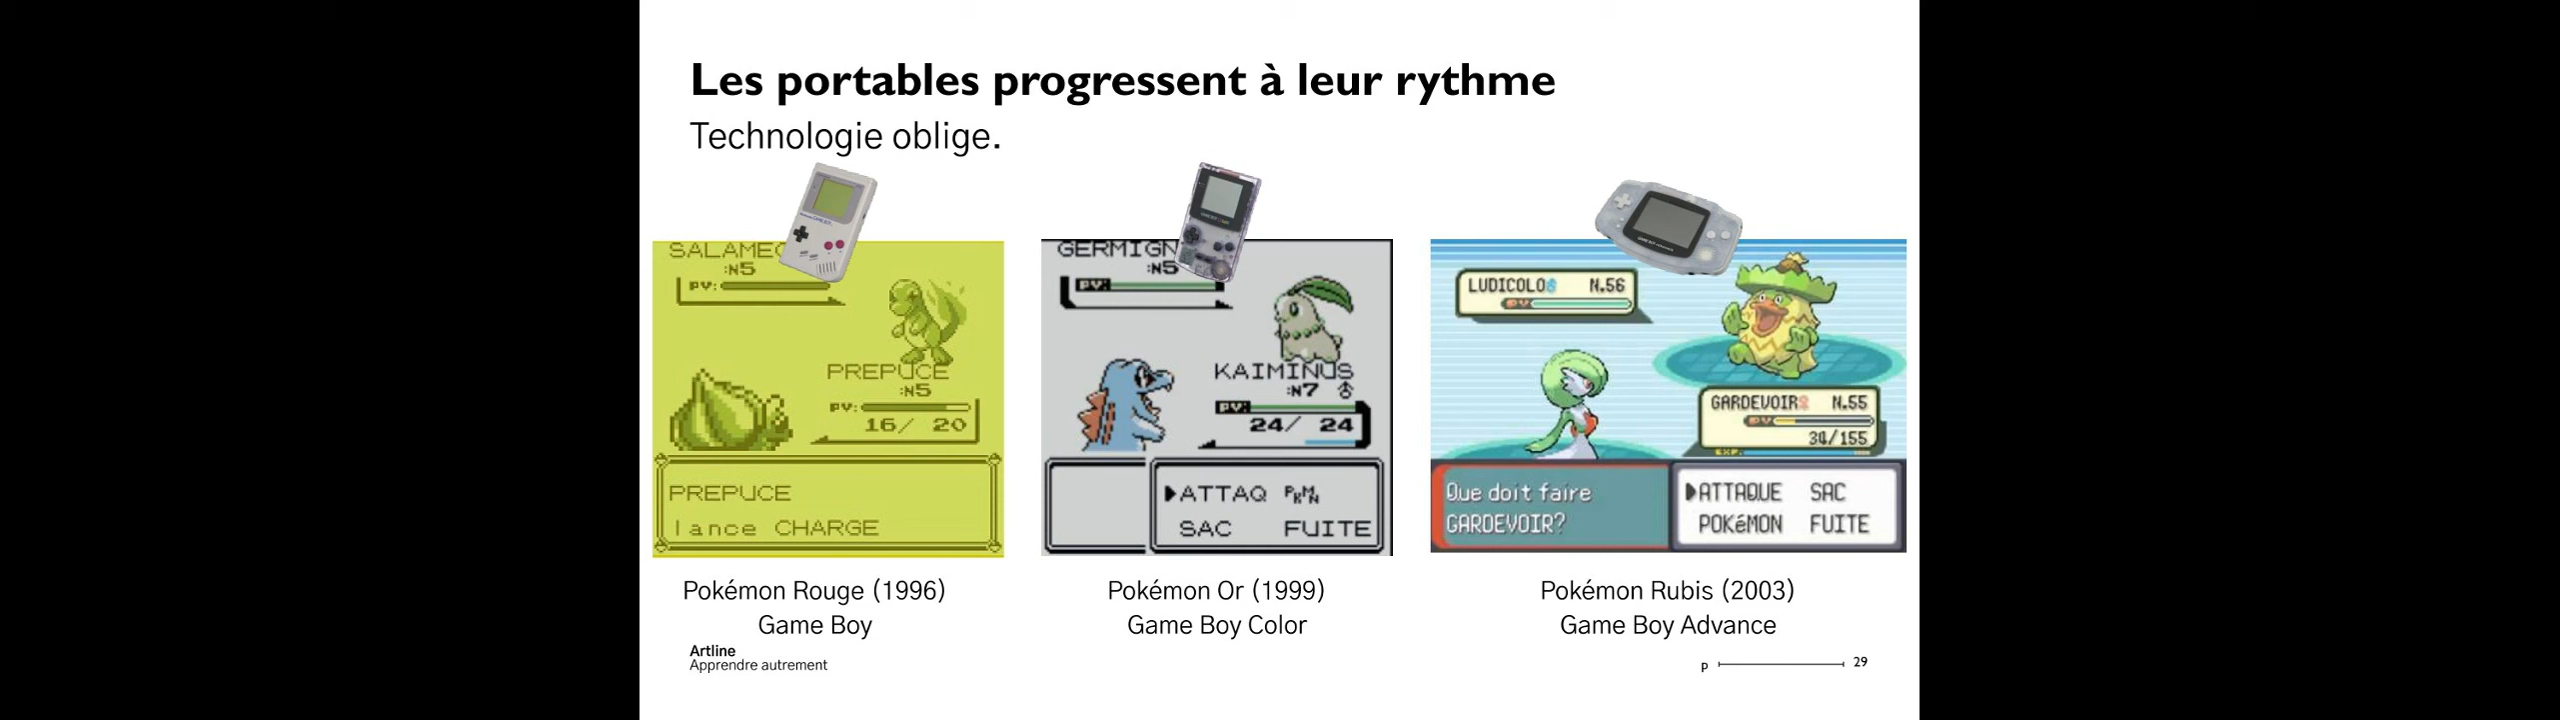 Les portables progressent à leur rythme
Technologie oblige.
:N5
PV:
PREPUCE
:N5
PV:
16/ 20
PREPUCE
lance CHARGE
Pokémon Rouge (1996)
Game Boy
:N5
PV:
KAIMINUS
:N7 ♂
PV:
24/ 24
▶ATTAQ PKMN
SAC FUITE
Pokémon Or (1999)
Game Boy Color
LUDICOLO♂ N.56
PV
GARDEVOIR♀ N.55
PV
34/155
EXP.
Que doit faire
GARDEVOIR?
▶ATTAQUE SAC
POKéMON FUITE
Pokémon Rubis (2003)
Game Boy Advance
Artline
Apprendre autrement
P 29